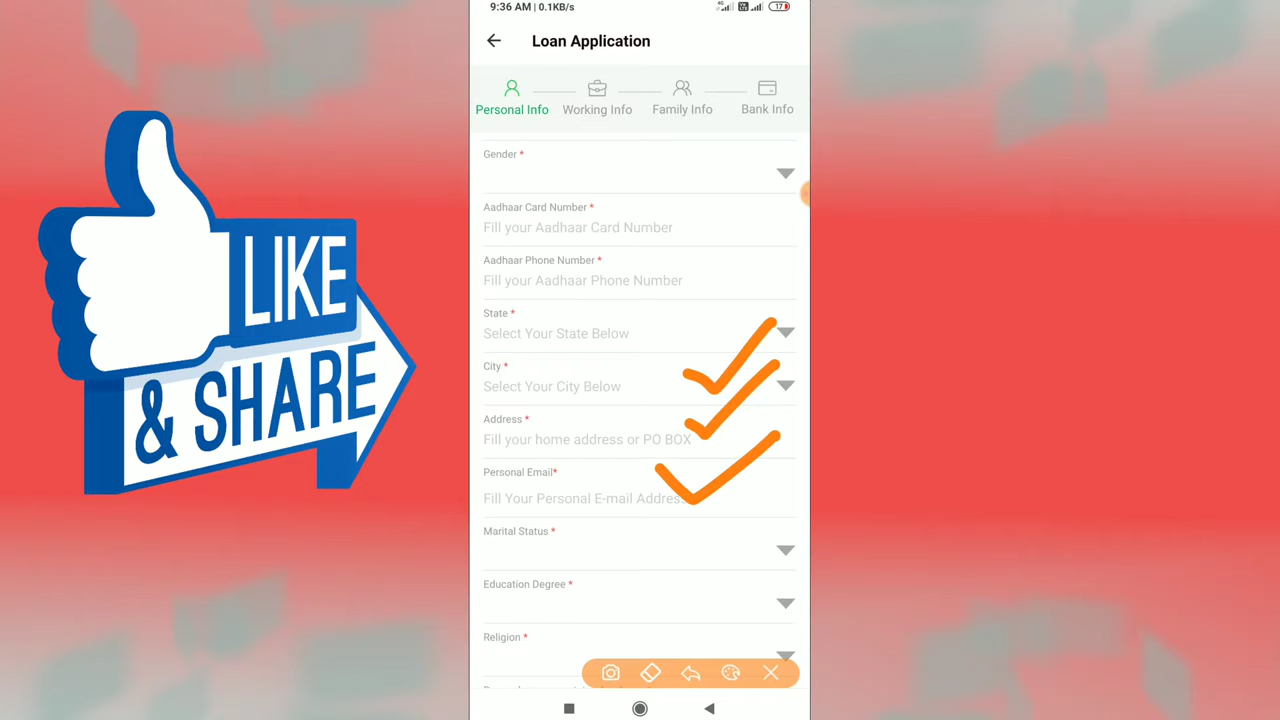 LIKE
& SHARE
9:36 AM | 0.1KB/s
4G
17
Loan Application
Personal Info
Working Info
Family Info
Bank Info
Gender *
Aadhaar Card Number *
Fill your Aadhaar Card Number
Aadhaar Phone Number *
Fill your Aadhaar Phone Number
State *
Select Your State Below
City *
Select Your City Below
Address *
Fill your home address or PO BOX
Personal Email*
Fill Your Personal E-mail Address
Marital Status *
Education Degree *
Religion *